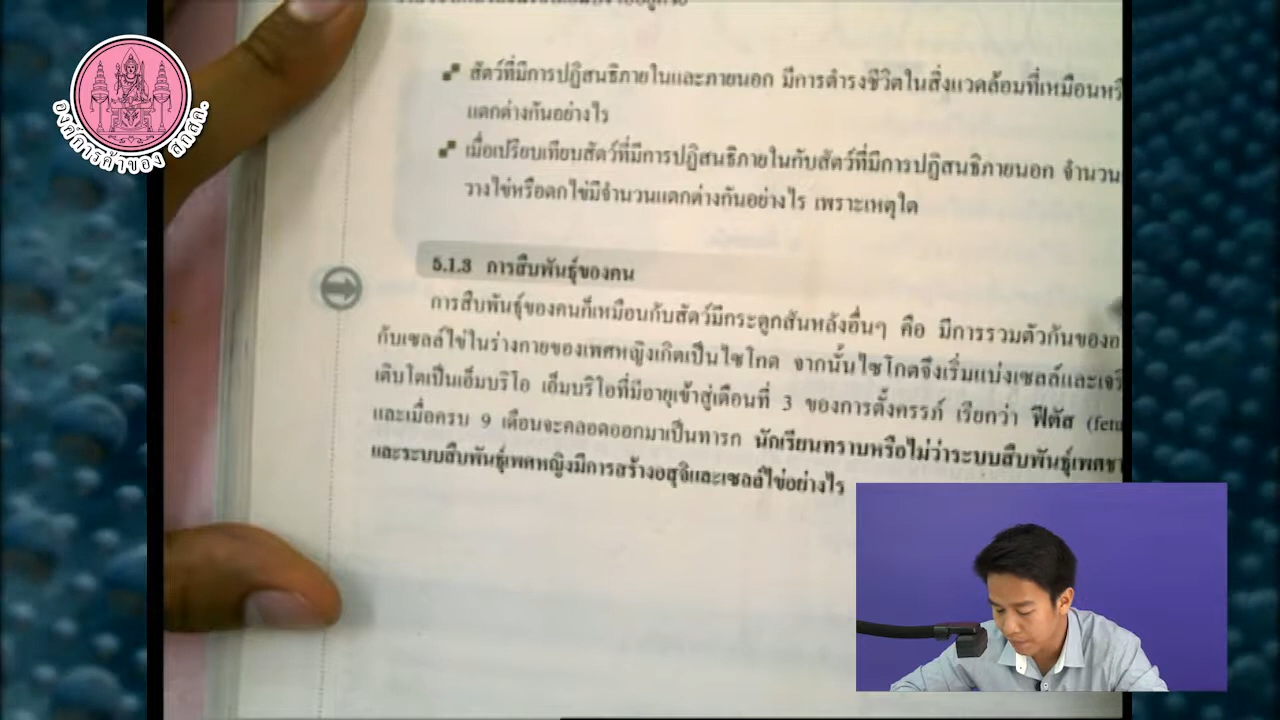 องค์การค้าของ สกสค.
สัตว์ที่มีการปฏิสนธิภายในและภายนอก มีการดำรงชีวิตในสิ่งแวดล้อมที่เหมือนหรื
แตกต่างกันอย่างไร
เมื่อเปรียบเทียบสัตว์ที่มีการปฏิสนธิภายในกับสัตว์ที่มีการปฏิสนธิภายนอก จำนวน
วางไข่หรือตกไข่มีจำนวนแตกต่างกันอย่างไร เพราะเหตุใด
5.1.3 การสืบพันธุ์ของคน
การสืบพันธุ์ของคนก็เหมือนกับสัตว์มีกระดูกสันหลังอื่นๆ คือ มีการรวมตัวกันของอ
กับเซลล์ไข่ในร่างกายของเพศหญิงเกิดเป็นไซโกต จากนั้นไซโกตจึงเริ่มแบ่งเซลล์และเจริ
เติบโตเป็นเอ็มบริโอ เอ็มบริโอที่มีอายุเข้าสู่เดือนที่ 3 ของการตั้งครรภ์ เรียกว่า ฟีตัส (fetu
และเมื่อครบ 9 เดือนจะคลอดออกมาเป็นทารก นักเรียนทราบหรือไม่ว่าระบบสืบพันธุ์เพศชา
และระบบสืบพันธุ์เพศหญิงมีการสร้างอสุจิและเซลล์ไข่อย่างไร